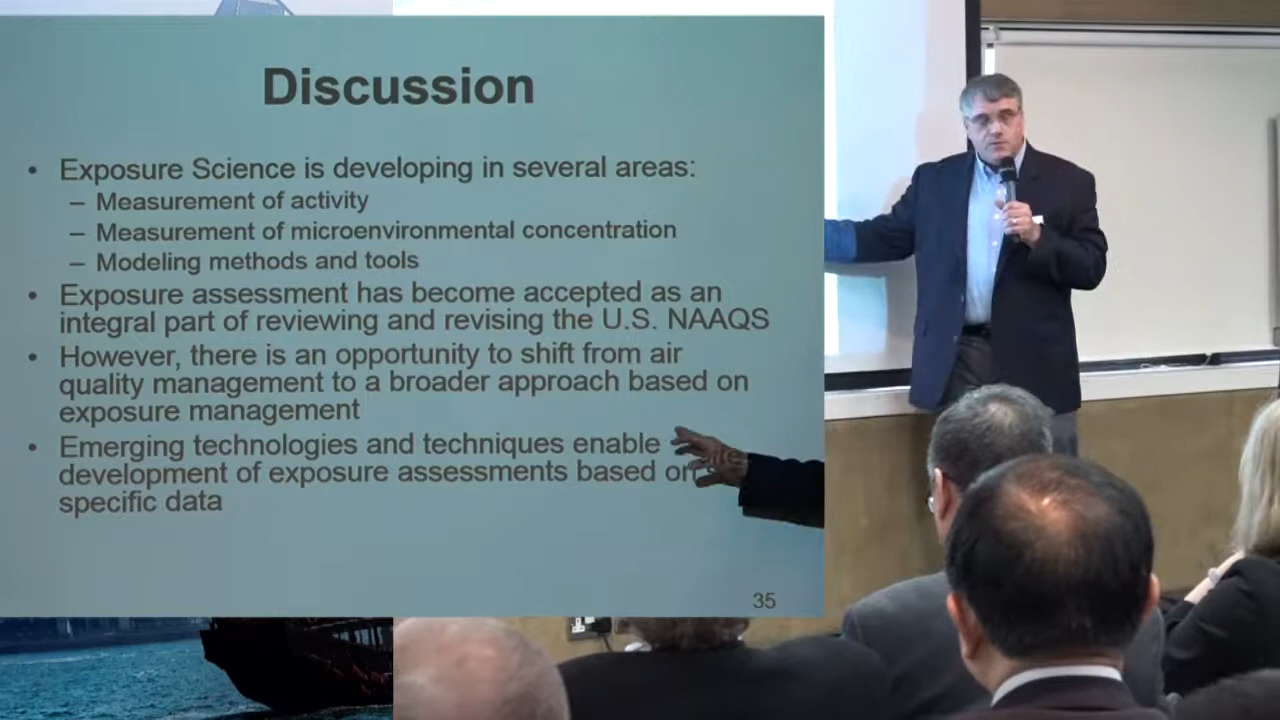 Discussion
• Exposure Science is developing in several areas:
– Measurement of activity
– Measurement of microenvironmental concentration
– Modeling methods and tools
• Exposure assessment has become accepted as an
integral part of reviewing and revising the U.S. NAAQS
• However, there is an opportunity to shift from air
quality management to a broader approach based on
exposure management
• Emerging technologies and techniques enable
development of exposure assessments based on
specific data
35